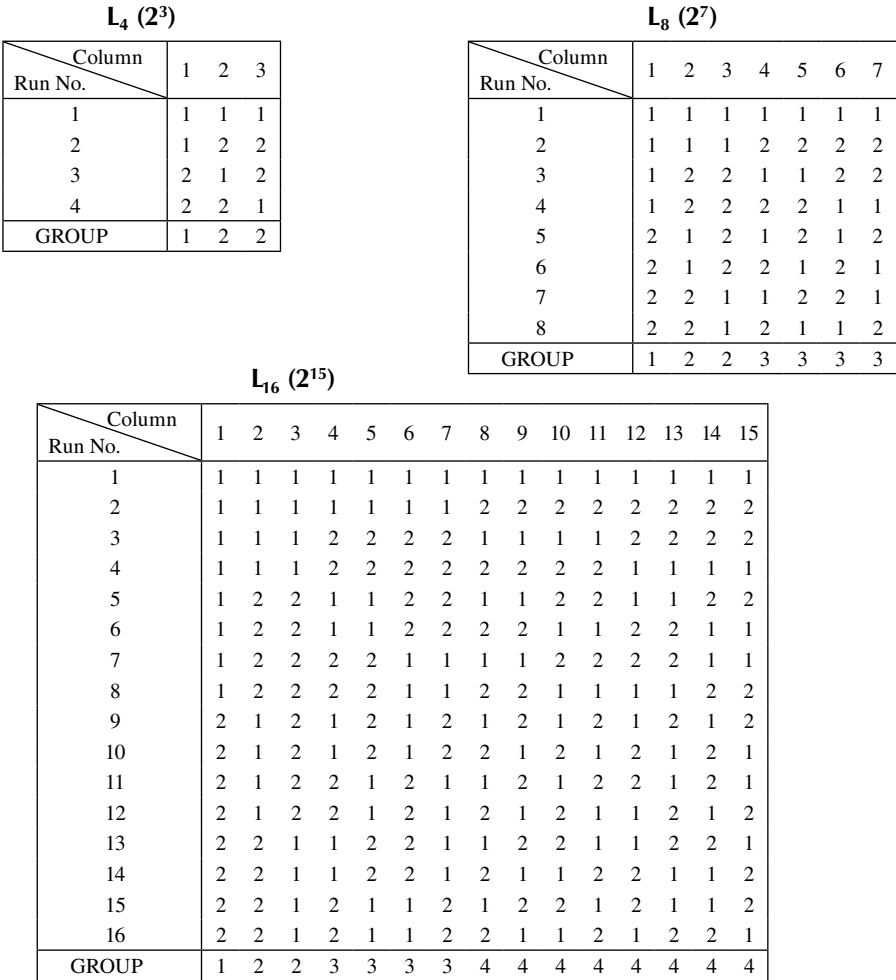 L4 (2³)
Column
Run No.
1 2 3
1 1 1 1
2 1 2 2
3 2 1 2
4 2 2 1
GROUP 1 2 2
L8 (2⁷)
Column
Run No.
1 2 3 4 5 6 7
1 1 1 1 1 1 1 1
2 1 1 1 2 2 2 2
3 1 2 2 1 1 2 2
4 1 2 2 2 2 1 1
5 2 1 2 1 2 1 2
6 2 1 2 2 1 2 1
7 2 2 1 1 2 2 1
8 2 2 1 2 1 1 2
GROUP 1 2 2 3 3 3 3
L16 (2¹⁵)
Column
Run No.
1 2 3 4 5 6 7 8 9 10 11 12 13 14 15
1 1 1 1 1 1 1 1 1 1 1 1 1 1 1 1
2 1 1 1 1 1 1 1 2 2 2 2 2 2 2 2
3 1 1 1 2 2 2 2 1 1 1 1 2 2 2 2
4 1 1 1 2 2 2 2 2 2 2 2 1 1 1 1
5 1 2 2 1 1 2 2 1 1 2 2 1 1 2 2
6 1 2 2 1 1 2 2 2 2 1 1 2 2 1 1
7 1 2 2 2 2 1 1 1 1 2 2 2 2 1 1
8 1 2 2 2 2 1 1 2 2 1 1 1 1 2 2
9 2 1 2 1 2 1 2 1 2 1 2 1 2 1 2
10 2 1 2 1 2 1 2 2 1 2 1 2 1 2 1
11 2 1 2 2 1 2 1 1 2 1 2 2 1 2 1
12 2 1 2 2 1 2 1 2 1 2 1 1 2 1 2
13 2 2 1 1 2 2 1 1 2 2 1 1 2 2 1
14 2 2 1 1 2 2 1 2 1 1 2 2 1 1 2
15 2 2 1 2 1 1 2 1 2 2 1 2 1 1 2
16 2 2 1 2 1 1 2 2 1 1 2 1 2 2 1
GROUP 1 2 2 3 3 3 3 4 4 4 4 4 4 4 4